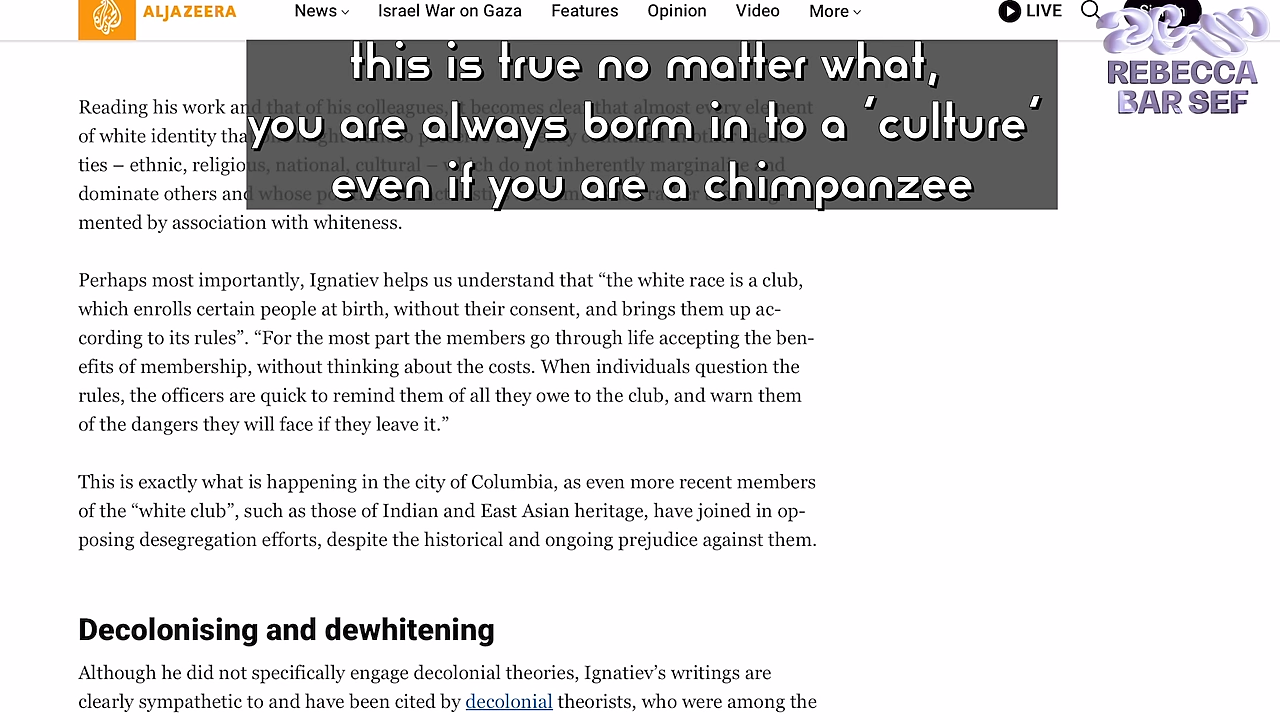 ALJAZEERA
News
Israel War on Gaza
Features
Opinion
Video
More
LIVE
REBECCA
BAR SEF
this is true no matter what,
you are always borm in to a 'culture'
even if you are a chimpanzee
Reading his work and that of his colleagues, it becomes clear that almost every element
of white identity that
ties – ethnic, religious, national, cultural – which do not inherently marginalize and
dominate others and whose
mented by association with whiteness.
Perhaps most importantly, Ignatiev helps us understand that “the white race is a club,
which enrolls certain people at birth, without their consent, and brings them up ac-
cording to its rules”. “For the most part the members go through life accepting the ben-
efits of membership, without thinking about the costs. When individuals question the
rules, the officers are quick to remind them of all they owe to the club, and warn them
of the dangers they will face if they leave it.”
This is exactly what is happening in the city of Columbia, as even more recent members
of the “white club”, such as those of Indian and East Asian heritage, have joined in op-
posing desegregation efforts, despite the historical and ongoing prejudice against them.
Decolonising and dewhitening
Although he did not specifically engage decolonial theories, Ignatiev’s writings are
clearly sympathetic to and have been cited by decolonial theorists, who were among the